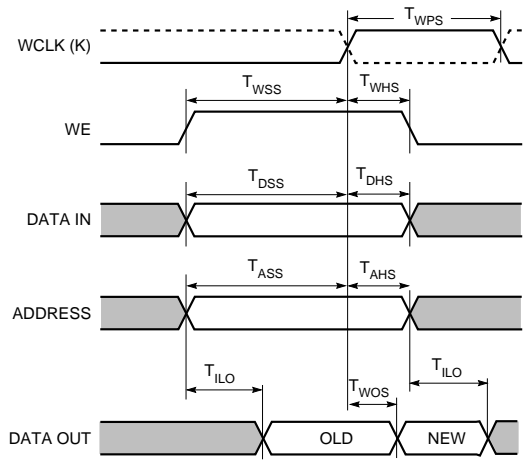 TWPS
WCLK (K)
TWSS
TWHS
WE
TDSS
TDHS
DATA IN
TASS
TAHS
ADDRESS
TILO
TWOS
TILO
DATA OUT
OLD
NEW